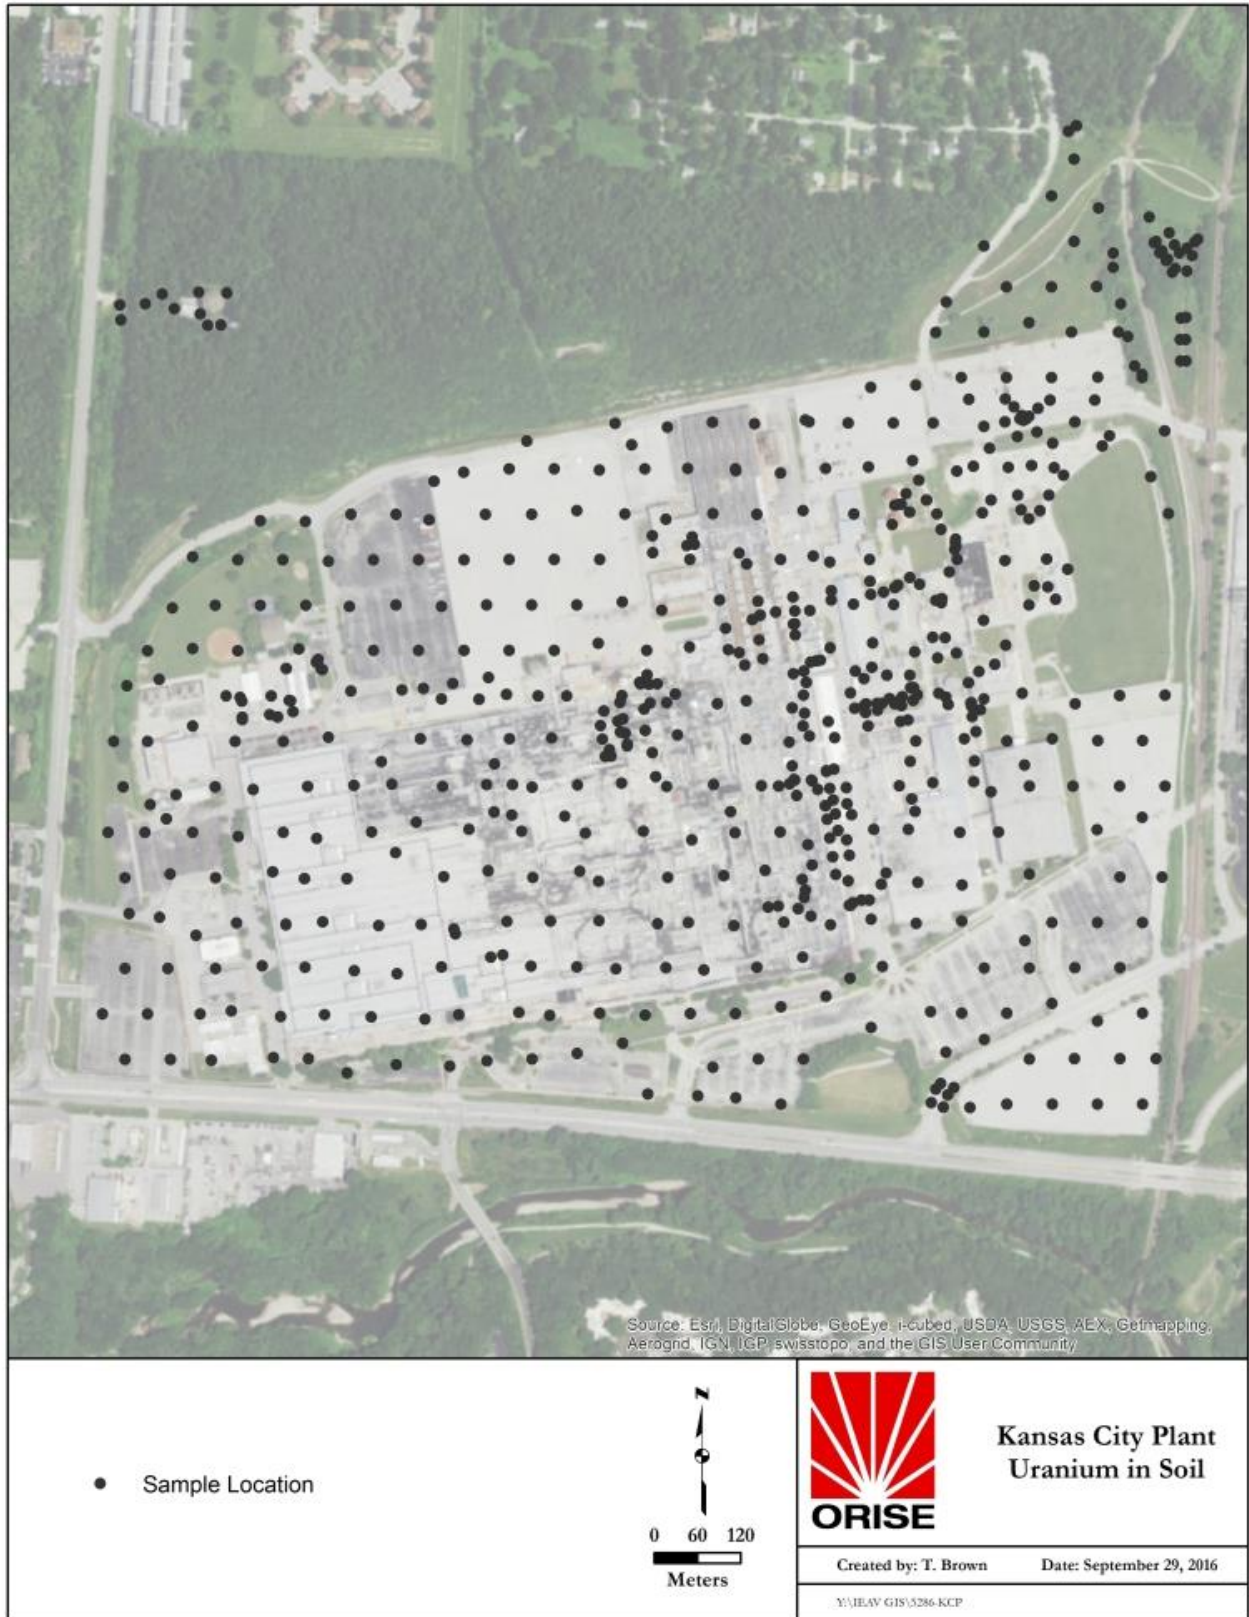 Source: Esri, DigitalGlobe, GeoEye, i-cubed, USDA, USGS, AEX, Getmapping,
Aerogrid, IGN, IGP, swisstopo, and the GIS User Community
Sample Location
N
0 60 120
Meters
ORISE
Kansas City Plant
Uranium in Soil
Created by: T. Brown Date: September 29, 2016
Y:\IEAV GIS\5286-KCP